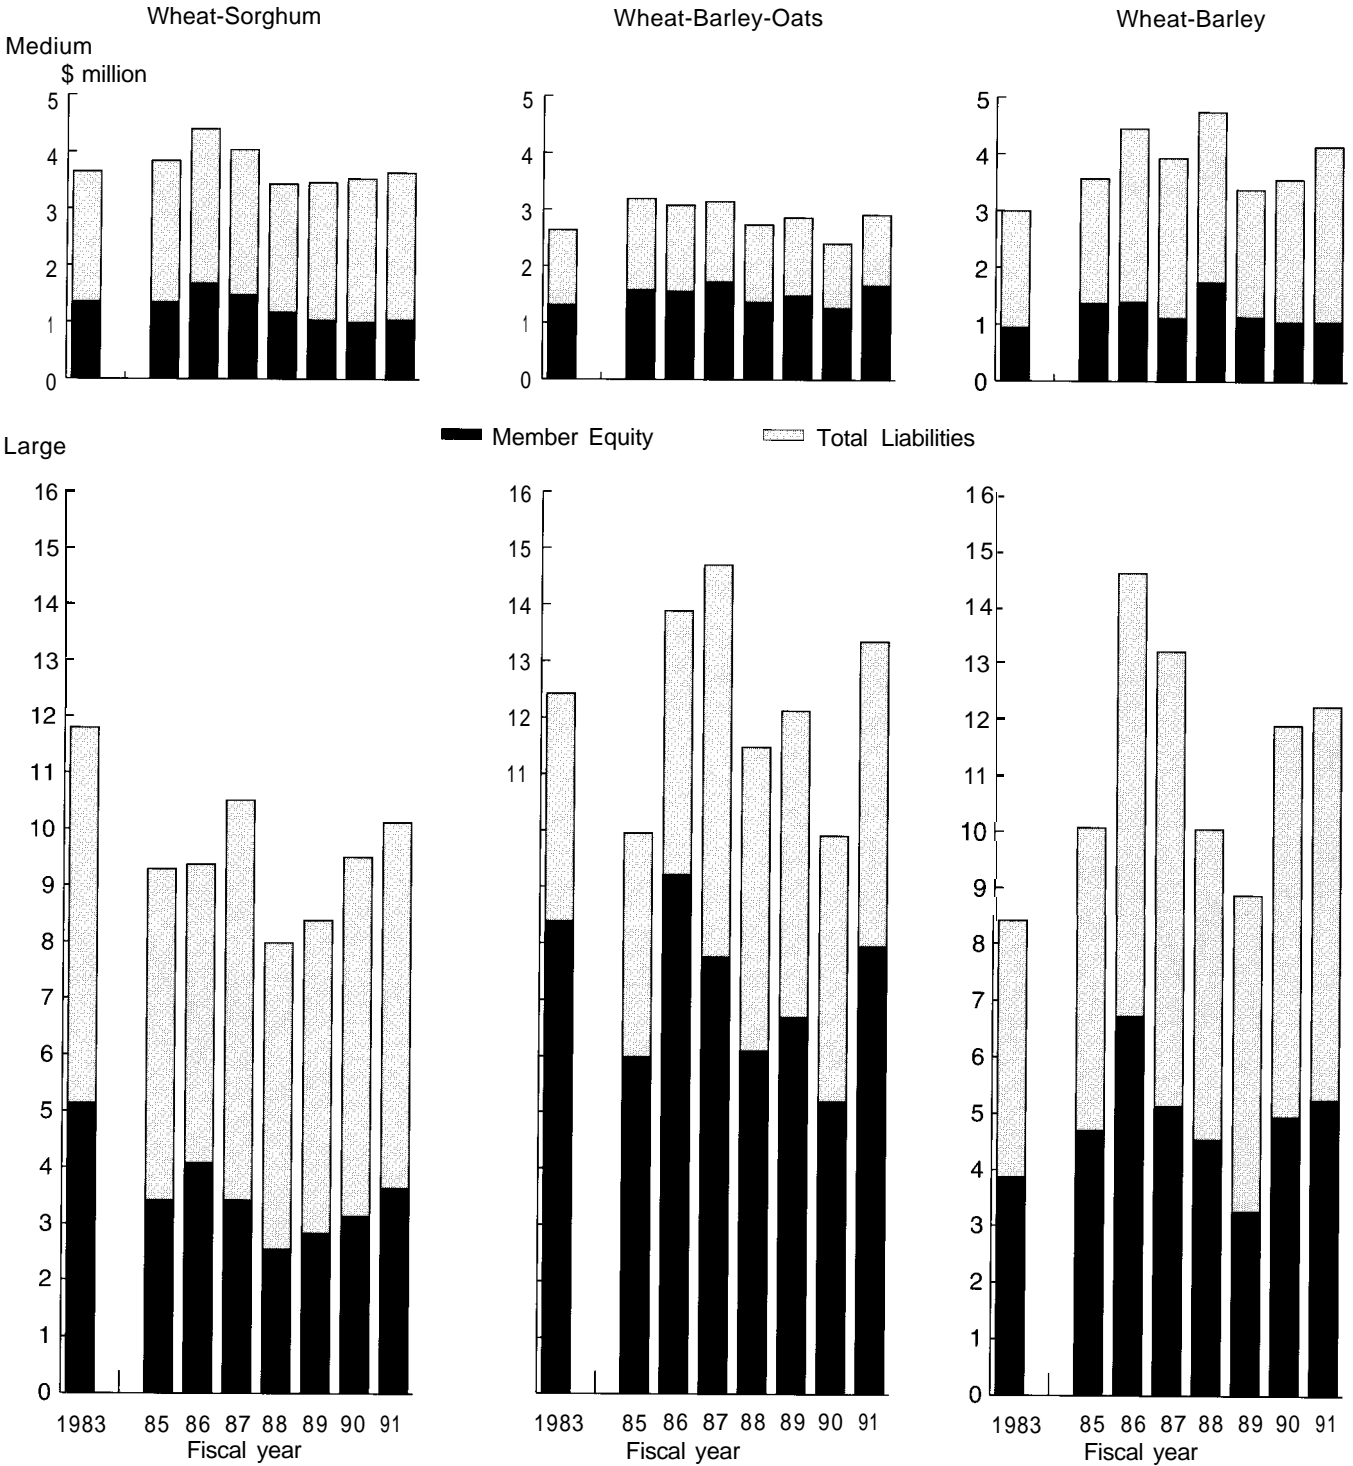 Wheat-Sorghum Wheat-Barley-Oats Wheat-Barley
Medium
$ million
5 5 5
4 4 4
3 3 3
2 2 2
1 1 1
0 0 0
Member Equity Total Liabilities
Large
16 16 16
15 15 15
14 14 14
13 13 13
12 12 12
11 11 11
10 10
9 9
8 8
7 7
6 6
5 5
4 4
3 3
2 2
1 1
0 0
1983 85 86 87 88 89 90 91 1983 85 86 87 88 89 90 91 1983 85 86 87 88 89 90 91
Fiscal year Fiscal year Fiscal year